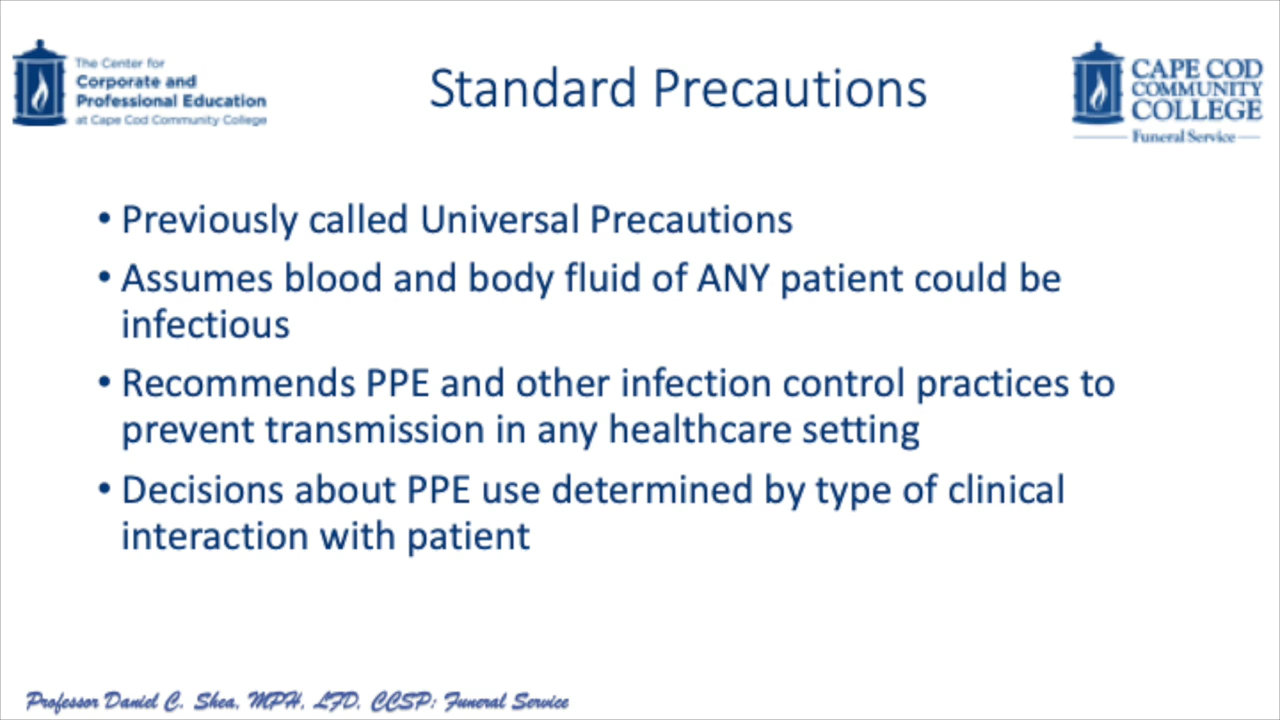 The Center for
Corporate and
Professional Education
at Cape Cod Community College
Standard Precautions
CAPE COD
COMMUNITY
COLLEGE
Funeral Service
• Previously called Universal Precautions
• Assumes blood and body fluid of ANY patient could be
infectious
• Recommends PPE and other infection control practices to
prevent transmission in any healthcare setting
• Decisions about PPE use determined by type of clinical
interaction with patient
Professor Daniel C. Shea, MPH, LFD, CCSP: Funeral Service